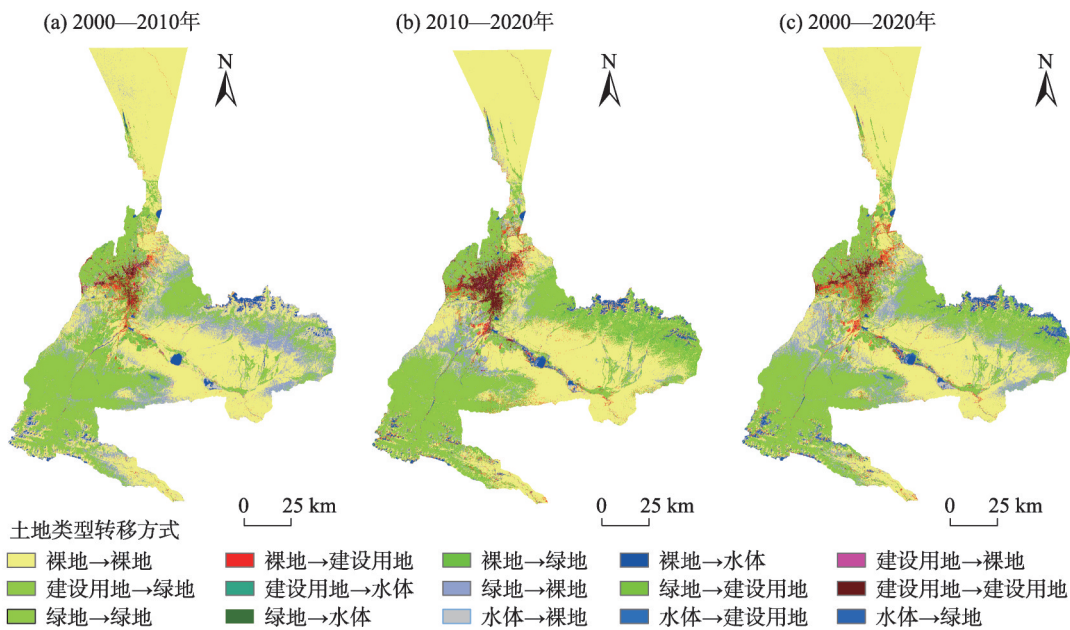 (a) 2000—2010年
(b) 2010—2020年
(c) 2000—2020年
N
N
N
0 25 km
0 25 km
0 25 km
土地类型转移方式
裸地→裸地
裸地→建设用地
裸地→绿地
裸地→水体
建设用地→裸地
建设用地→绿地
建设用地→水体
绿地→裸地
绿地→建设用地
建设用地→建设用地
绿地→绿地
绿地→水体
水体→裸地
水体→建设用地
水体→绿地